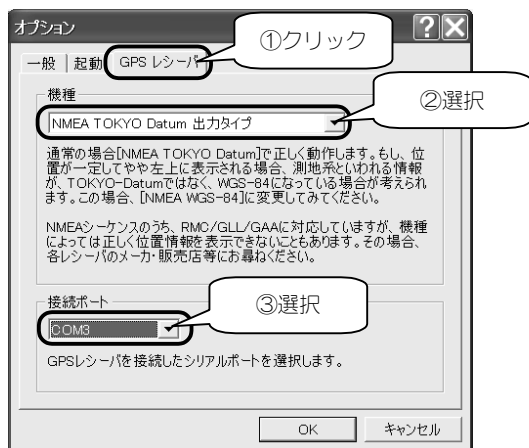 オプション
①クリック
一般 起動 GPS レシーバ
②選択
機種
NMEA TOKYO Datum 出力タイプ
通常の場合[NMEA TOKYO Datum]で正しく動作します。もし、位
置が一定してやや左上に表示される場合、測地系といわれる情報
が、TOKYO-Datumではなく、WGS-84になっている場合が考えられ
ます。この場合、[NMEA WGS-84]に変更してみてください。
NMEAシーケンスのうち、RMC/GLL/GAAに対応していますが、機種
によっては正しく位置情報を表示できないこともあります。その場合、
各レシーバのメーカ・販売店等にお尋ねください。
接続ポート
③選択
COM3
GPSレシーバを接続したシリアルポートを選択します。
OK キャンセル